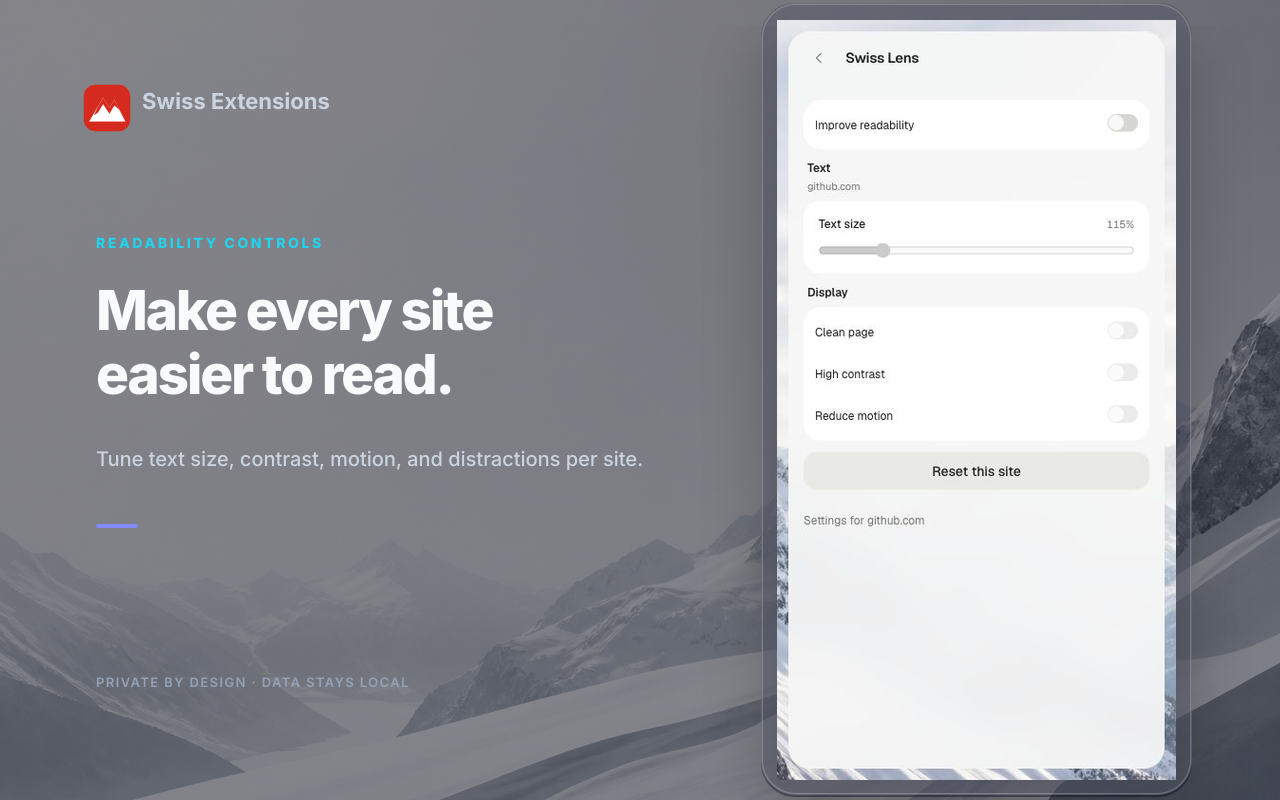 Swiss Extensions
READABILITY CONTROLS
Make every site
easier to read.
Tune text size, contrast, motion, and distractions per site.
PRIVATE BY DESIGN · DATA STAYS LOCAL
Swiss Lens
Improve readability
Text
github.com
Text size 115%
Display
Clean page
High contrast
Reduce motion
Reset this site
Settings for github.com